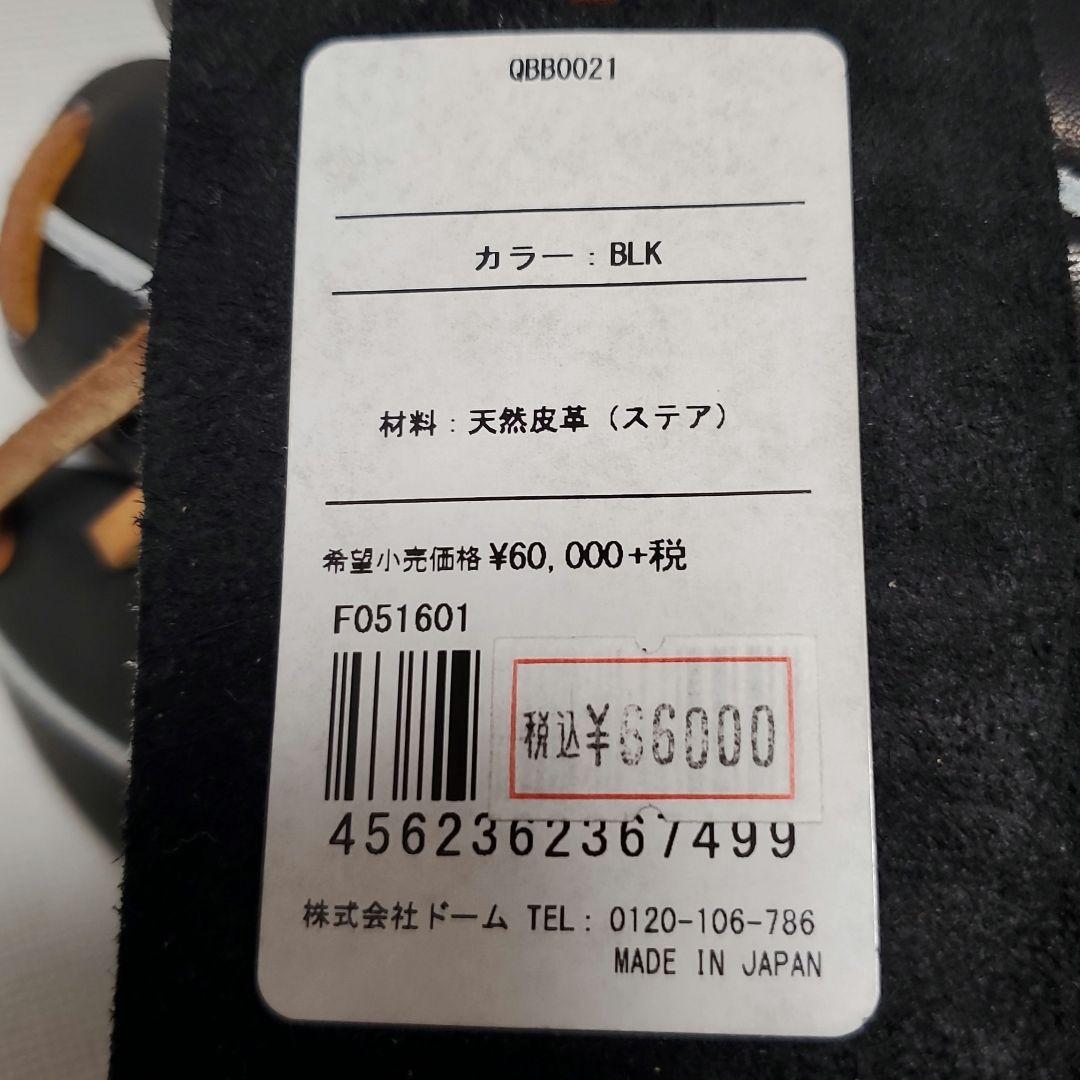 QBB0021
カラー：BLK
材料：天然皮革（ステア）
希望小売価格¥60,000+税
F051601
税込¥66000
4562362367499
株式会社ドーム TEL: 0120-106-786
MADE IN JAPAN